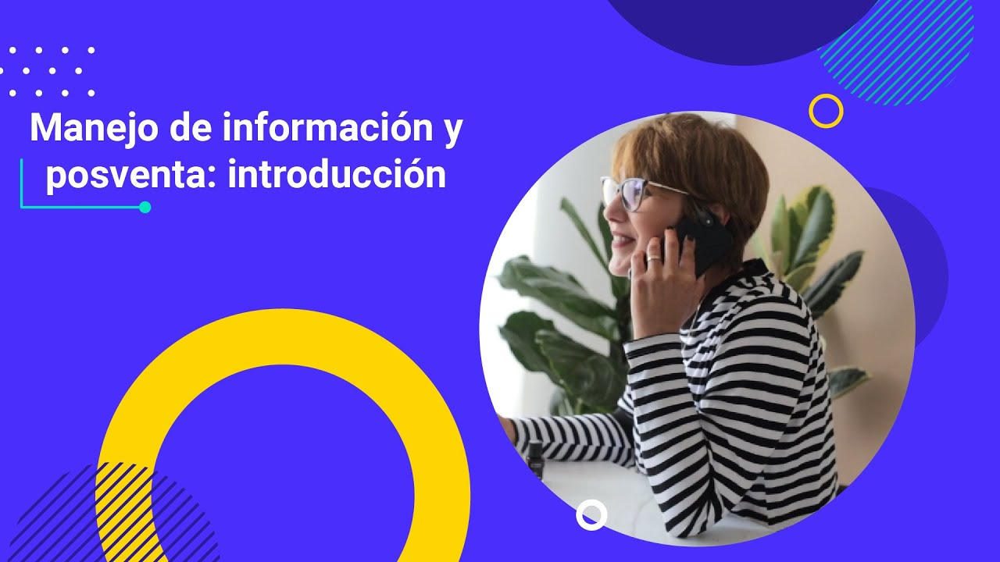 Manejo de información y
posventa: introducción